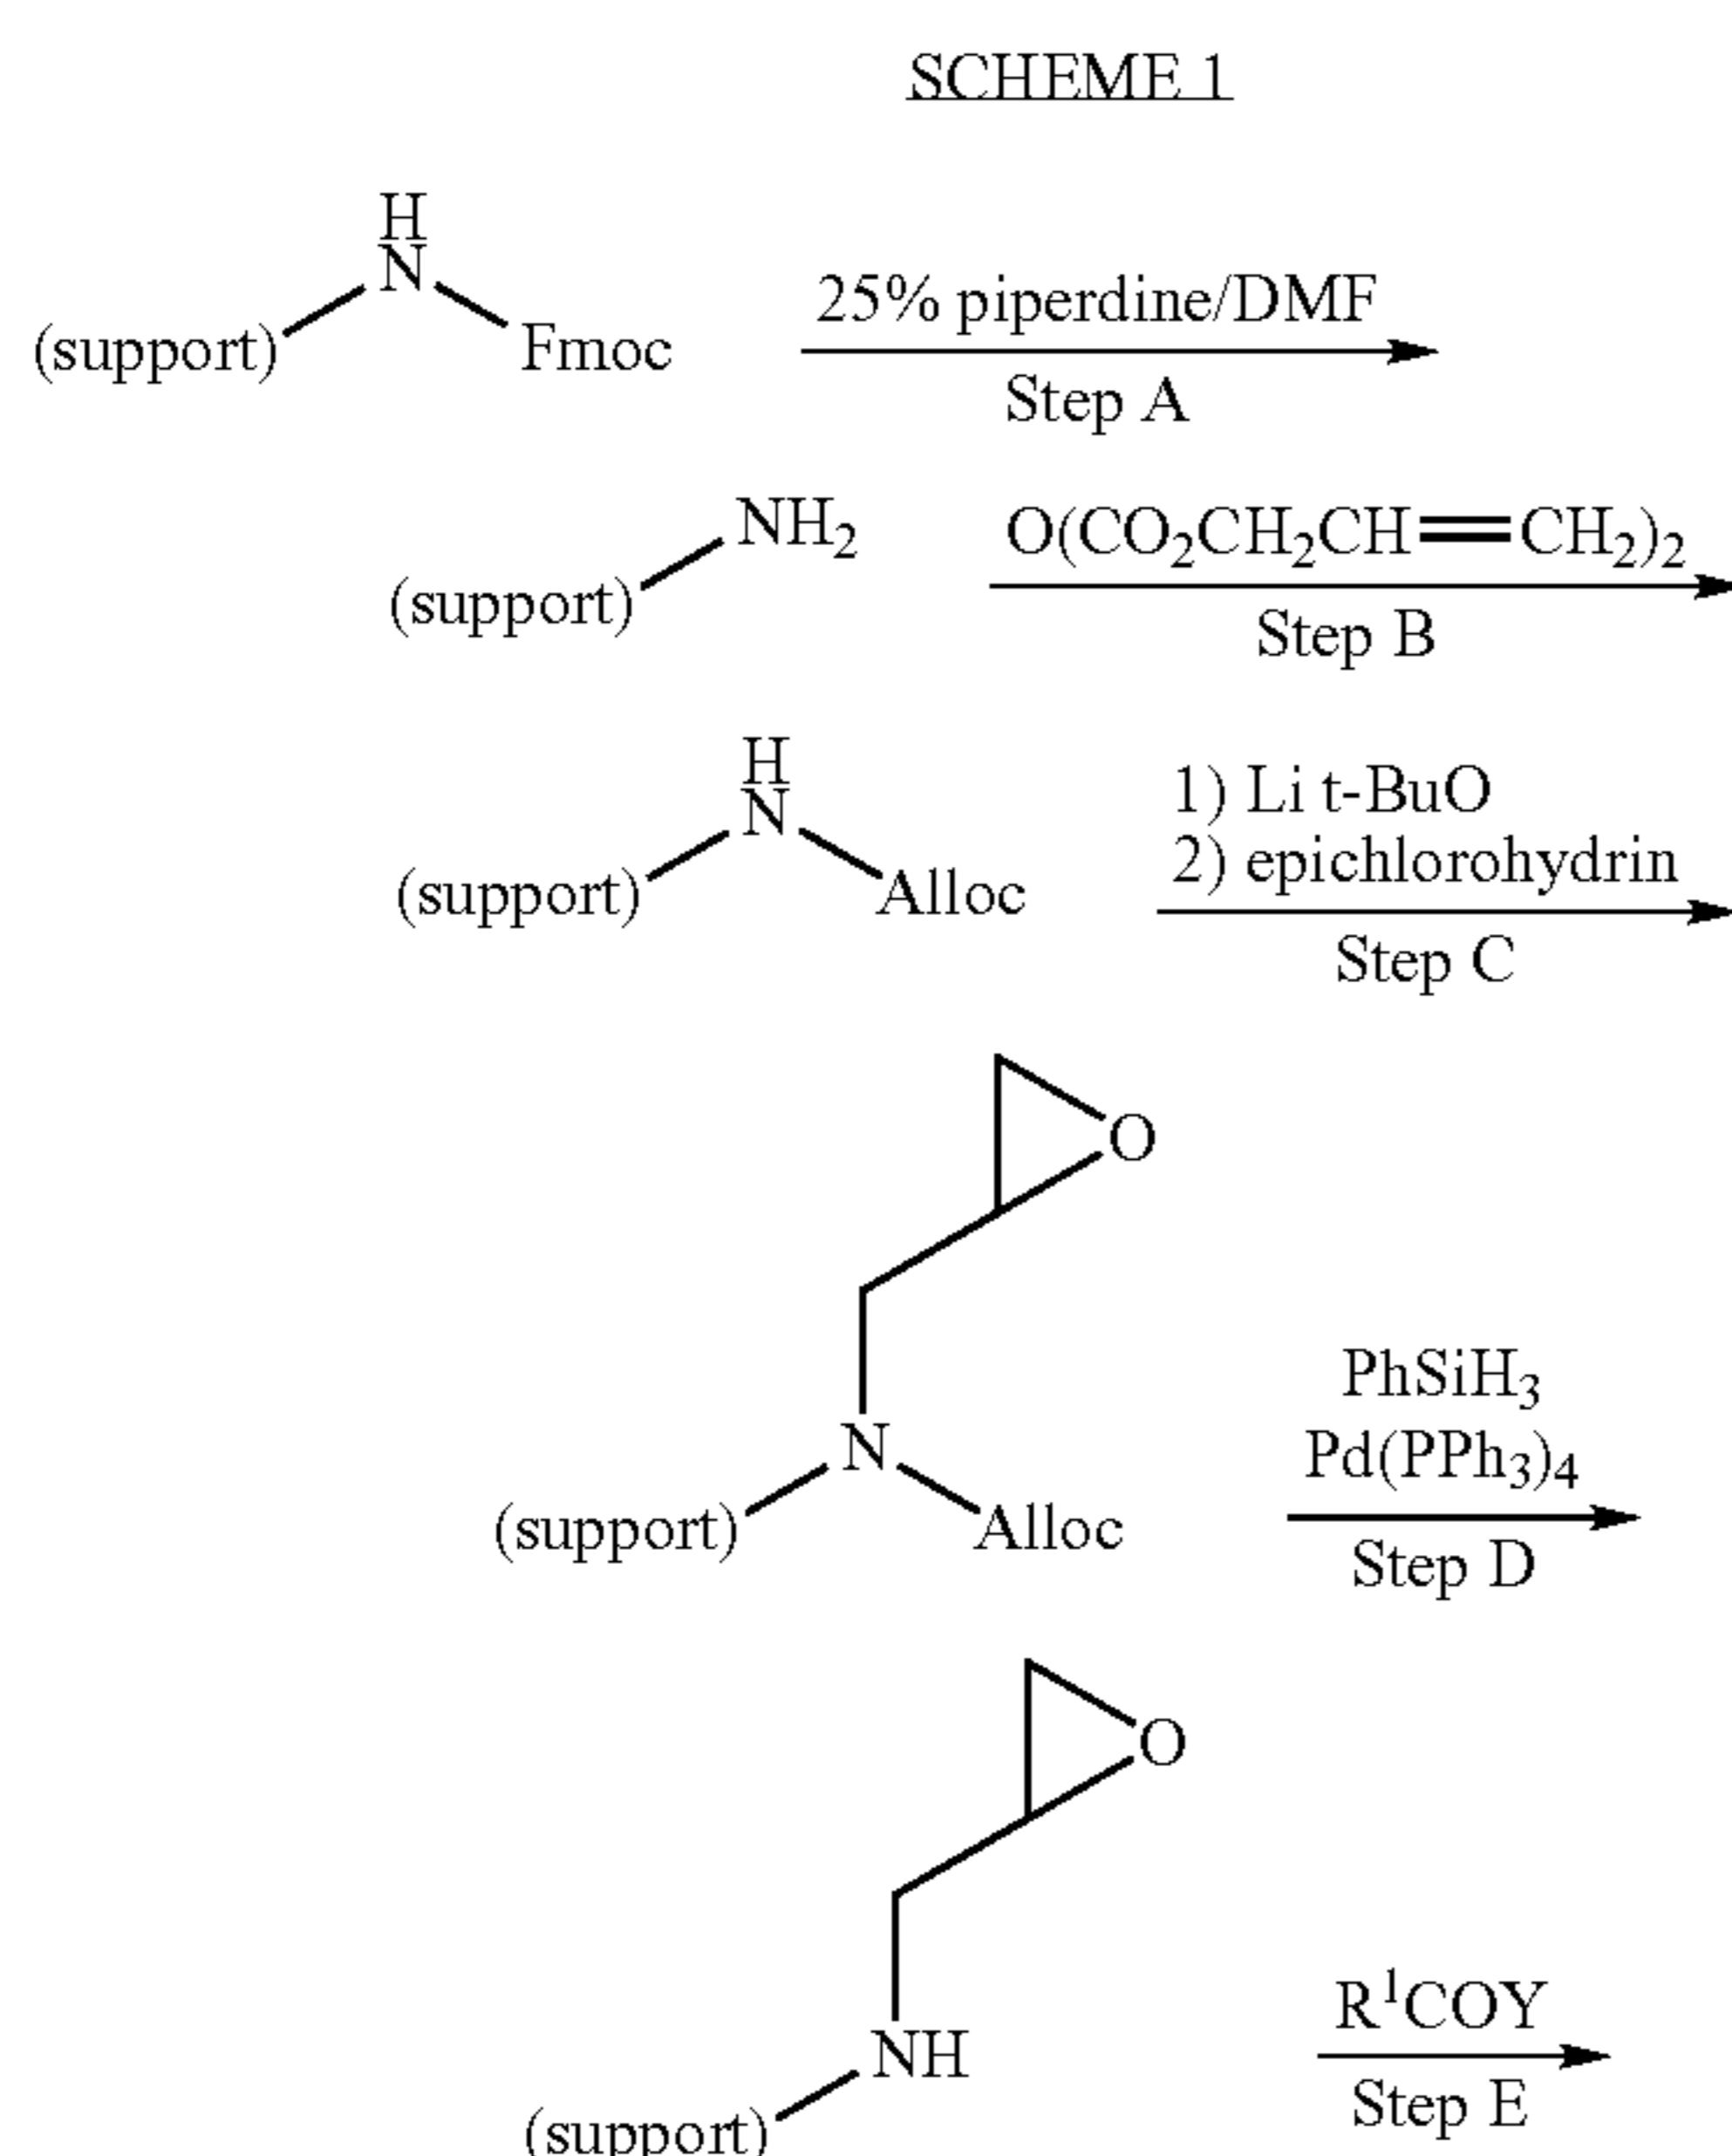 SCHEME 1
H
N
(support) Fmoc
25% piperdine/DMF
Step A
NH2
(support)
O(CO2CH2CH=CH2)2
Step B
H
N
(support) Alloc
1) Li t-BuO
2) epichlorohydrin
Step C
O
N
(support) Alloc
PhSiH3
Pd(PPh3)4
Step D
O
NH
(support)
R1COY
Step E